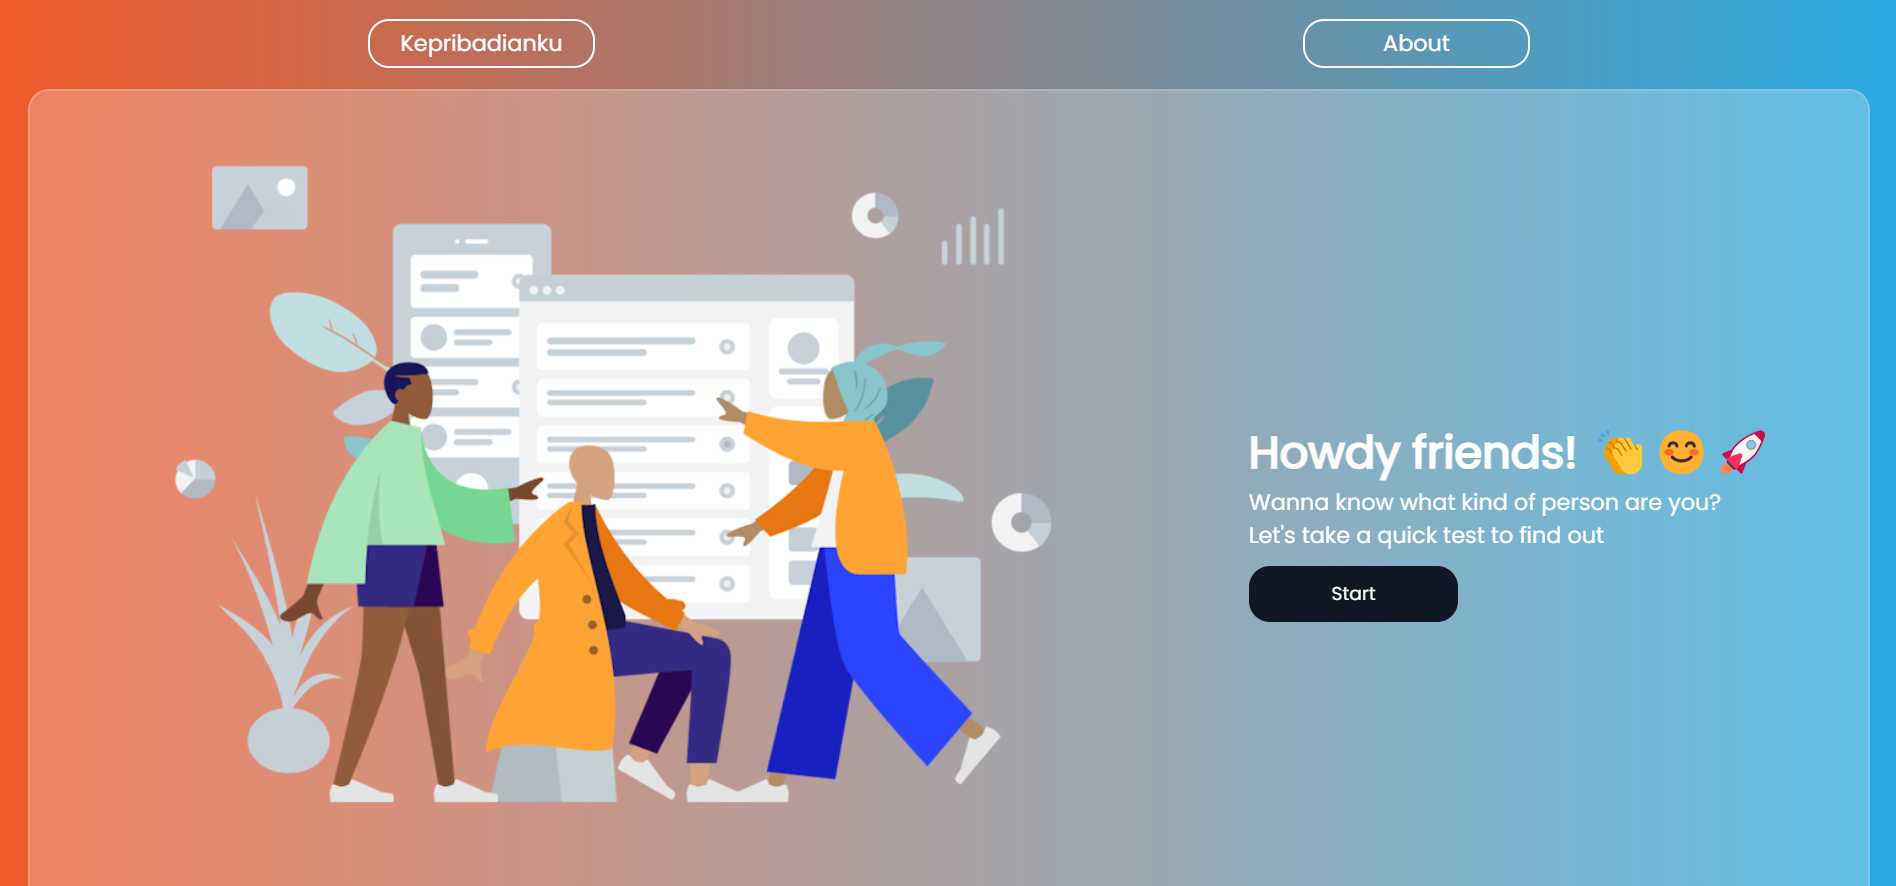 Kepribadianku
About
Howdy friends! 👏 😊 🚀
Wanna know what kind of person are you?
Let's take a quick test to find out
Start